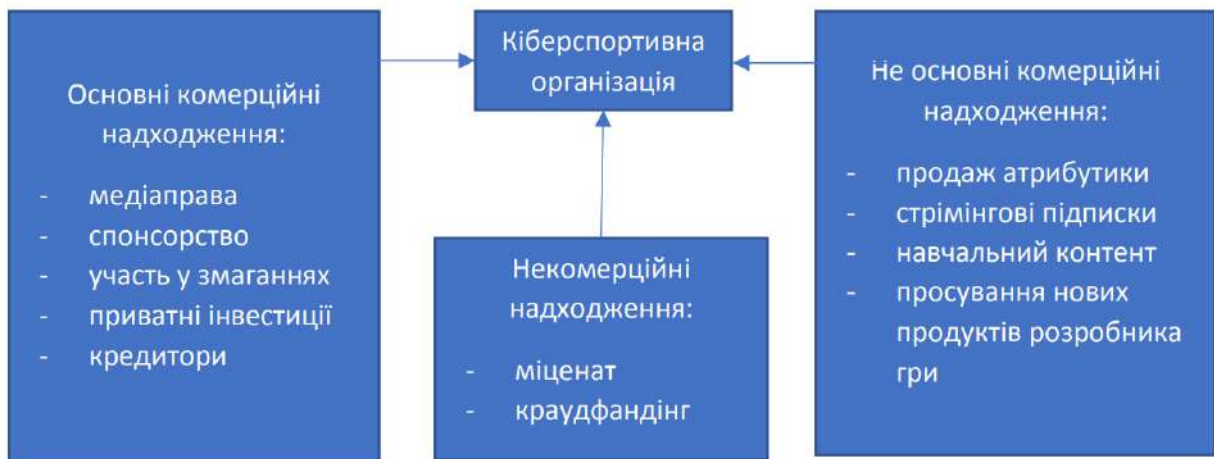 Основні комерційні
надходження:
- медіаправа
- спонсорство
- участь у змаганнях
- приватні інвестиції
- кредитори
Кіберспортивна
організація
Некомерційні
надходження:
- міценат
- краудфандінг
Не основні комерційні
надходження:
- продаж атрибутики
- стрімінгові підписки
- навчальний контент
- просування нових
продуктів розробника
гри